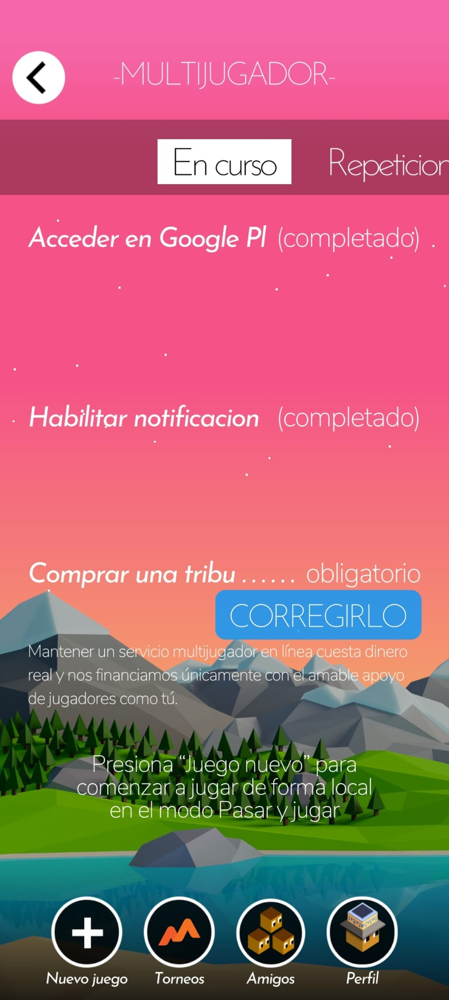 -MULTIJUGADOR-
En curso
Repeticion
Acceder en Google Pl (completado)
Habilitar notificacion (completado)
Comprar una tribu ...... obligatorio
CORREGIRLO
Mantener un servicio multijugador en línea cuesta dinero
real y nos financiamos únicamente con el amable apoyo
de jugadores como tú.
Presiona “Juego nuevo” para
comenzar a jugar de forma local
en el modo Pasar y jugar
Nuevo juego
Torneos
Amigos
Perfil